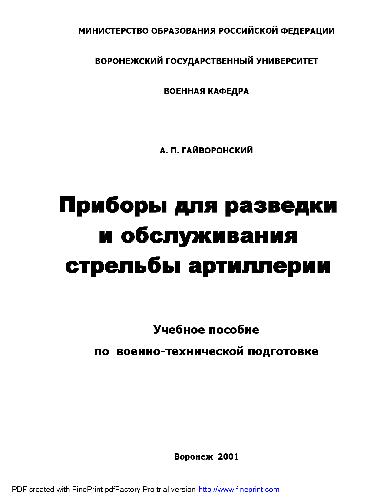 МИНИСТЕРСТВО ОБРАЗОВАНИЯ РОССИЙСКОЙ ФЕДЕРАЦИИ
ВОРОНЕЖСКИЙ ГОСУДАРСТВЕННЫЙ УНИВЕРСИТЕТ
ВОЕННАЯ КАФЕДРА
А. П. ГАЙВОРОНСКИЙ
Приборы для разведки
и обслуживания
стрельбы артиллерии
Учебное пособие
по военно-технической подготовке
Воронеж 2001
PDF created with FinePrint pdfFactory Pro trial version http://www.fineprint.com